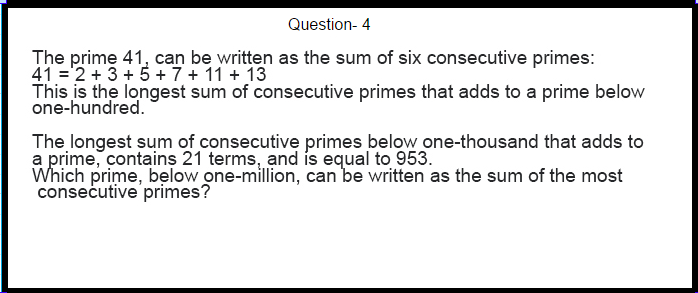 Question- 4
The prime 41, can be written as the sum of six consecutive primes:
41 = 2 + 3 + 5 + 7 + 11 + 13
This is the longest sum of consecutive primes that adds to a prime below
one-hundred.
The longest sum of consecutive primes below one-thousand that adds to
a prime, contains 21 terms, and is equal to 953.
Which prime, below one-million, can be written as the sum of the most
consecutive primes?